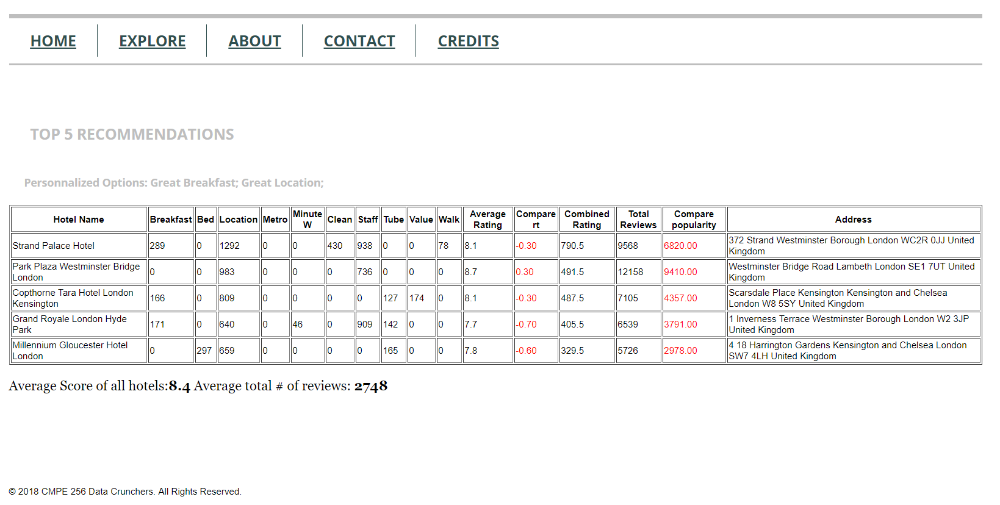 HOME EXPLORE ABOUT CONTACT CREDITS
TOP 5 RECOMMENDATIONS
Personnalized Options: Great Breakfast; Great Location;
Hotel Name Breakfast Bed Location Metro Minute W Clean Staff Tube Value Walk Average Rating Compare rt Combined Rating Total Reviews Compare popularity Address
Strand Palace Hotel 289 0 1292 0 0 430 938 0 0 78 8.1 -0.30 790.5 9568 6820.00 372 Strand Westminster Borough London WC2R 0JJ United Kingdom
Park Plaza Westminster Bridge London 0 0 983 0 0 0 736 0 0 0 8.7 0.30 491.5 12158 9410.00 Westminster Bridge Road Lambeth London SE1 7UT United Kingdom
Copthorne Tara Hotel London Kensington 166 0 809 0 0 0 0 127 174 0 8.1 -0.30 487.5 7105 4357.00 Scarsdale Place Kensington Kensington and Chelsea London W8 5SY United Kingdom
Grand Royale London Hyde Park 171 0 640 0 46 0 909 142 0 0 7.7 -0.70 405.5 6539 3791.00 1 Inverness Terrace Westminster Borough London W2 3JP United Kingdom
Millennium Gloucester Hotel London 0 297 659 0 0 0 0 165 0 0 7.8 -0.60 329.5 5726 2978.00 4 18 Harrington Gardens Kensington and Chelsea London SW7 4LH United Kingdom
Average Score of all hotels:8.4 Average total # of reviews: 2748
© 2018 CMPE 256 Data Crunchers. All Rights Reserved.